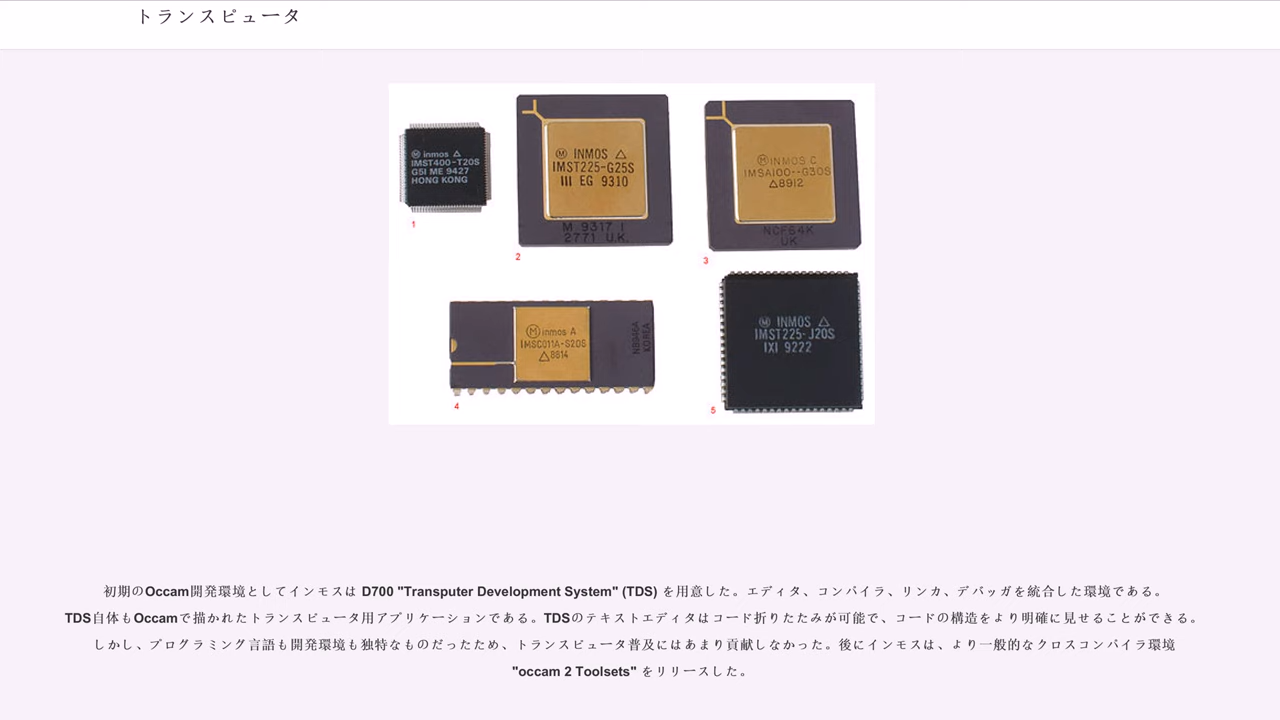 トランスピュータ
inmos
IMST400-T20S
G5I ME 9427
HONG KONG
1
INMOS
IMST225-G25S
III EG 9310
M 9317 I
2771 U.K.
2
INMOS C
IMSA100--G30S
8912
NCF64K
UK
3
inmos A
IMSC011A-S20S
8814
KOREA
4
INMOS
IMST225-J20S
IXI 9222
5
初期のOccam開発環境としてインモスは D700 "Transputer Development System" (TDS) を用意した。エディタ、コンパイラ、リンカ、デバッガを統合した環境である。
TDS自体もOccamで描かれたトランスピュータ用アプリケーションである。TDSのテキストエディタはコード折りたたみが可能で、コードの構造をより明確に見せることができる。
しかし、プログラミング言語も開発環境も独特なものだったため、トランスピュータ普及にはあまり貢献しなかった。後にインモスは、より一般的なクロスコンパイラ環境
"occam 2 Toolsets" をリリースした。